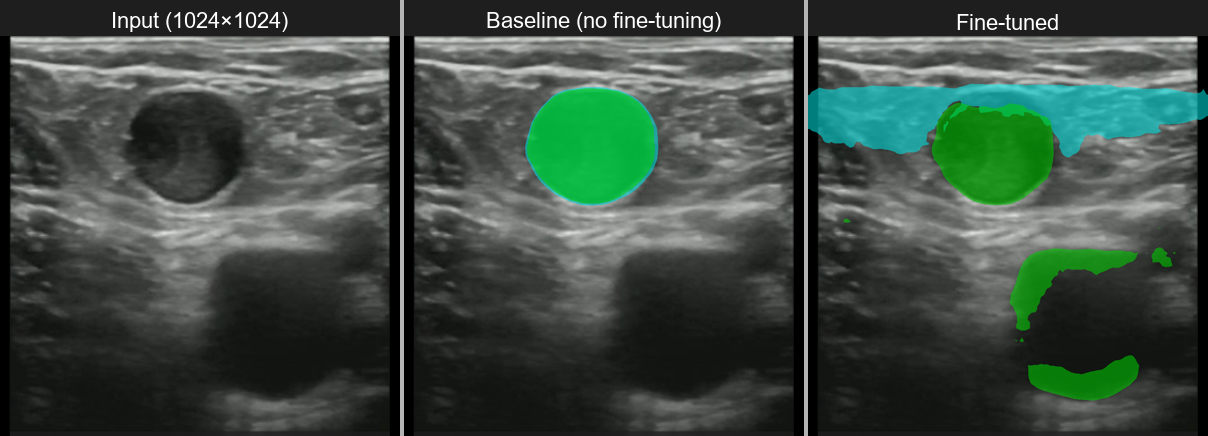 Input (1024×1024)
Baseline (no fine-tuning)
Fine-tuned